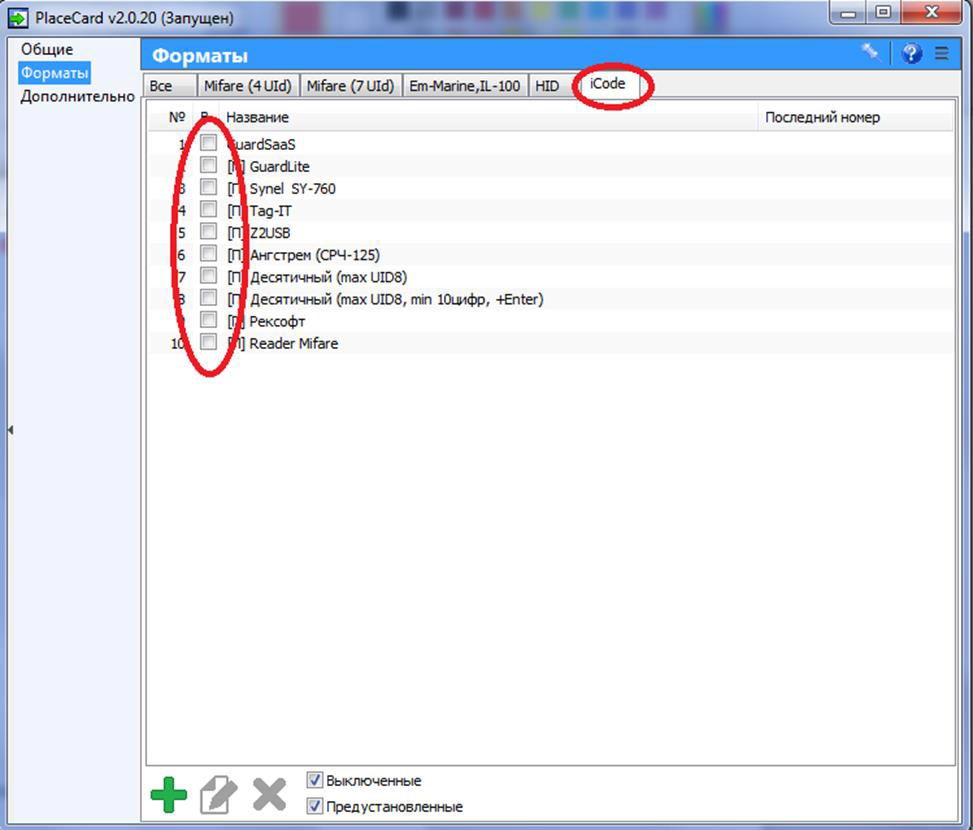 PlaceCard v2.0.20 (Запущен)
Общие
Форматы
Дополнительно
Форматы
Все Mifare (4 UId) Mifare (7 UId) Em-Marine,IL-100 HID iCode
№ Название Последний номер
1 GuardSaaS
[П] GuardLite
3 [П] Synel SY-760
4 [П] Tag-IT
5 [П] Z2USB
6 [П] Ангстрем (СРЧ-125)
7 [П] Десятичный (max UID8)
8 [П] Десятичный (max UID8, min 10цифр, +Enter)
[П] Рексофт
10 [П] Reader Mifare
Выключенные
Предустановленные